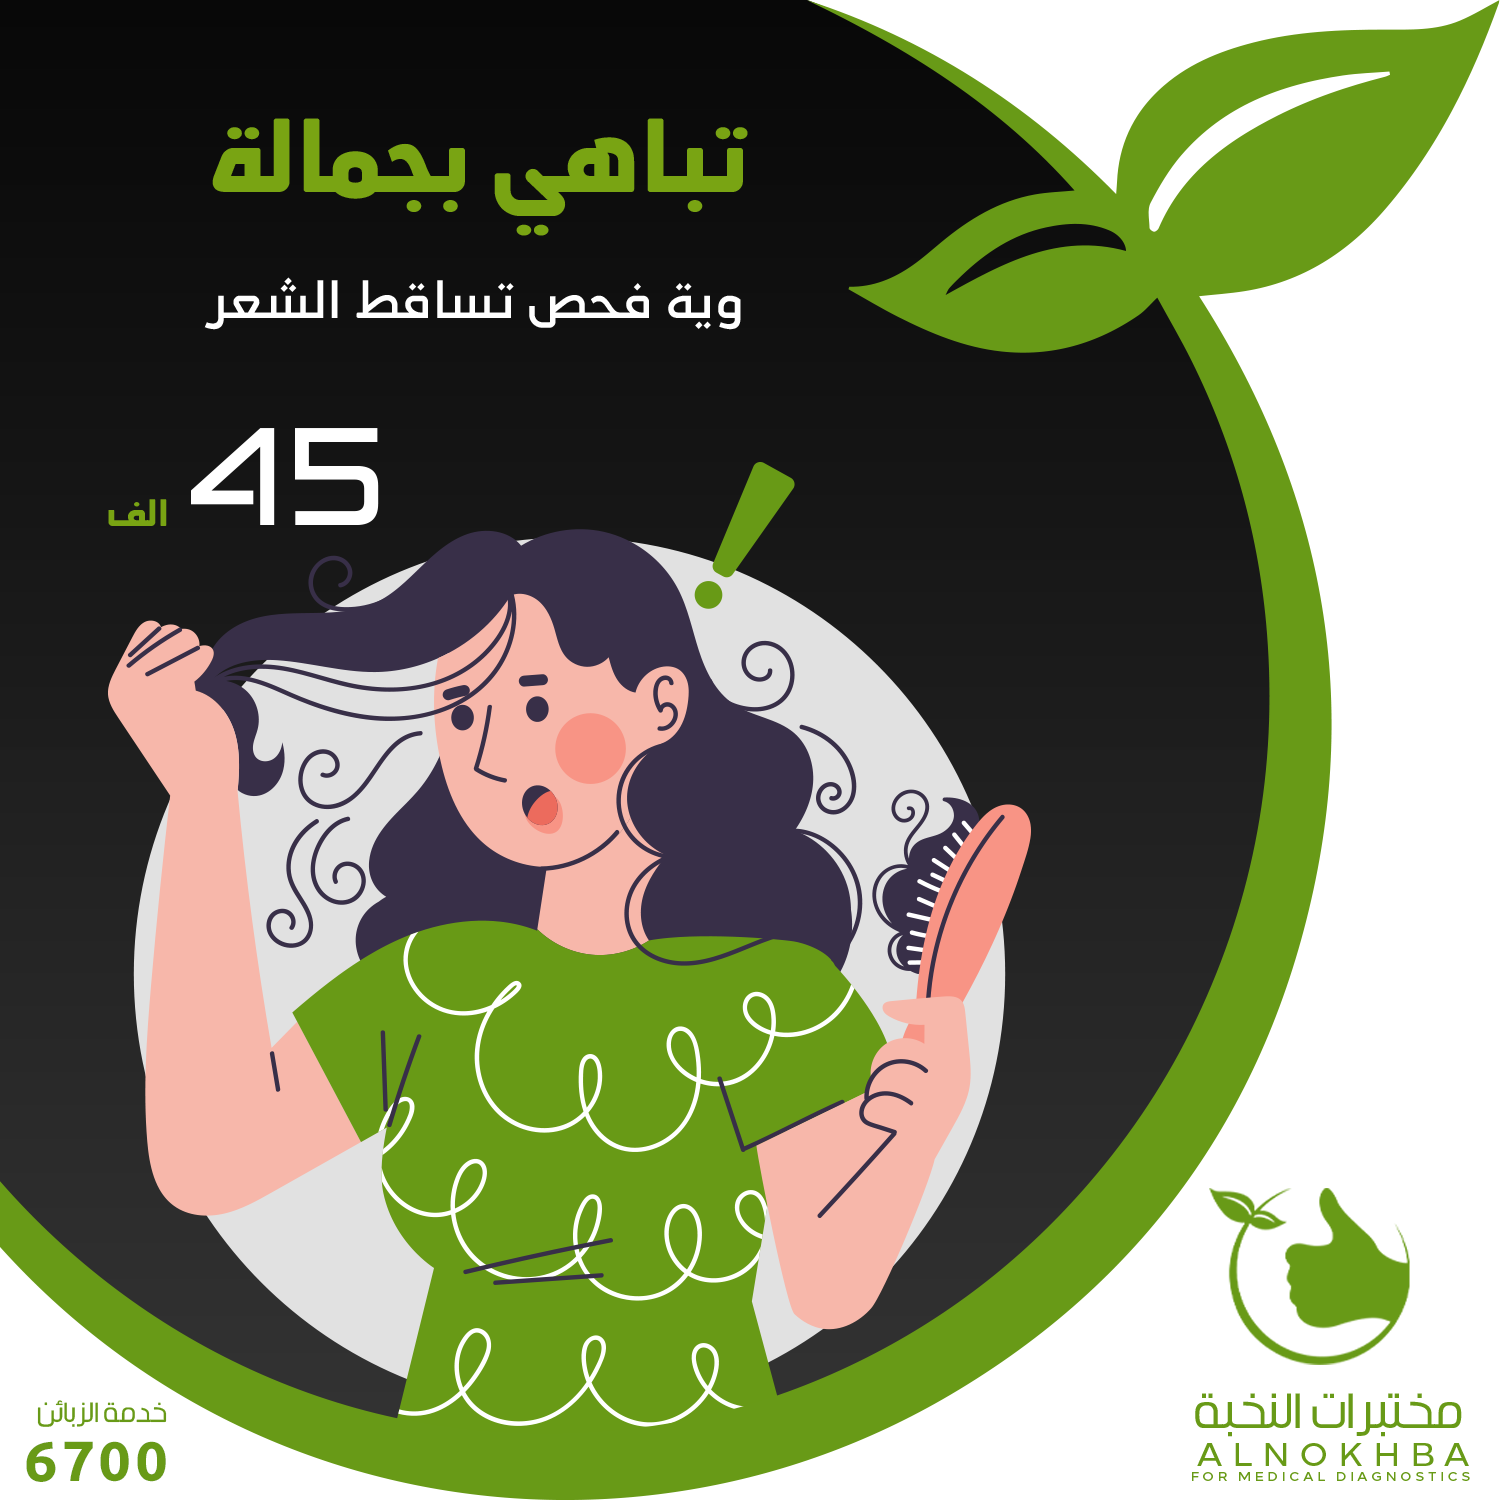 تباهي بجمالة
وية فحص تساقط الشعر
45 الف
خدمة الزبائن
6700
مختبرات النخبة
ALNOKHBA
FOR MEDICAL DIAGNOSTICS